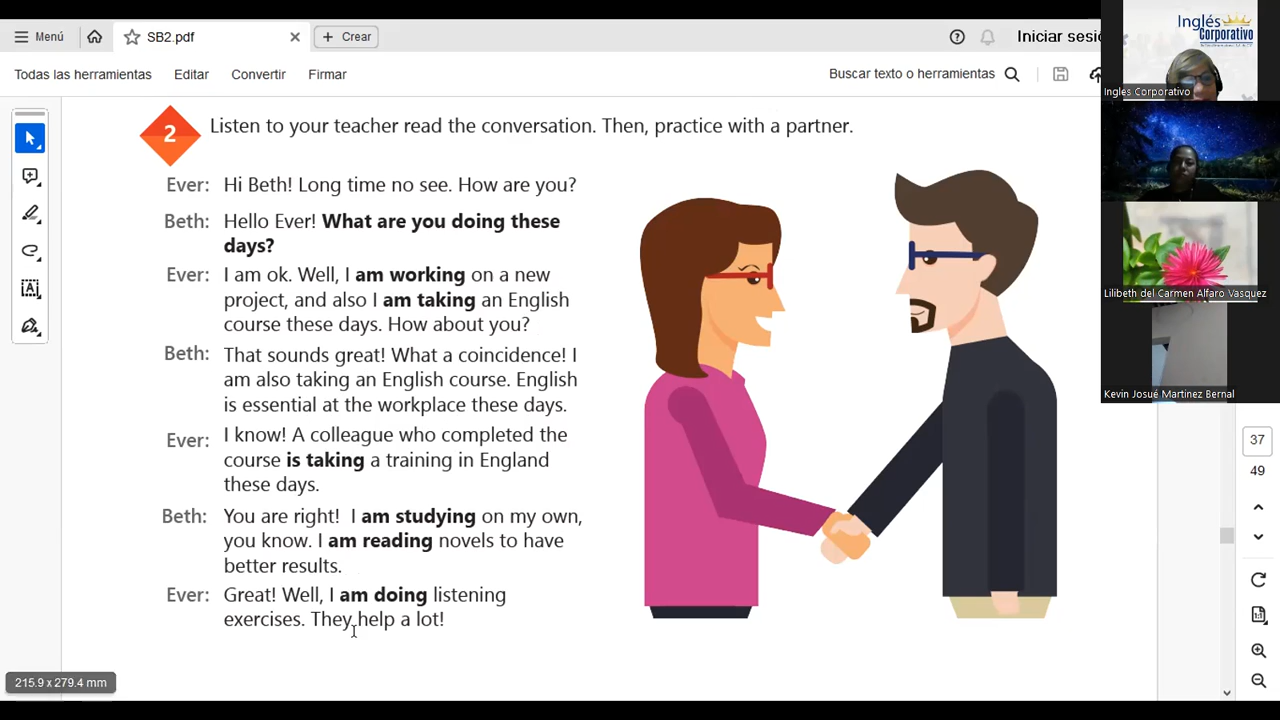 Menú
SB2.pdf
Crear
Iniciar sesió
Todas las herramientas
Editar
Convertir
Firmar
Buscar texto o herramientas
2
Listen to your teacher read the conversation. Then, practice with a partner.
Ever: Hi Beth! Long time no see. How are you?
Beth: Hello Ever! What are you doing these
days?
Ever: I am ok. Well, I am working on a new
project, and also I am taking an English
course these days. How about you?
Beth: That sounds great! What a coincidence! I
am also taking an English course. English
is essential at the workplace these days.
Ever: I know! A colleague who completed the
course is taking a training in England
these days.
Beth: You are right! I am studying on my own,
you know. I am reading novels to have
better results.
Ever: Great! Well, I am doing listening
exercises. They help a lot!
215.9 x 279.4 mm
Inglés
Corporativo
Ingles Corporativo
Lilibeth del Carmen Alfaro Vasquez
Kevin Josué Martinez Bernal
37
49
1:1